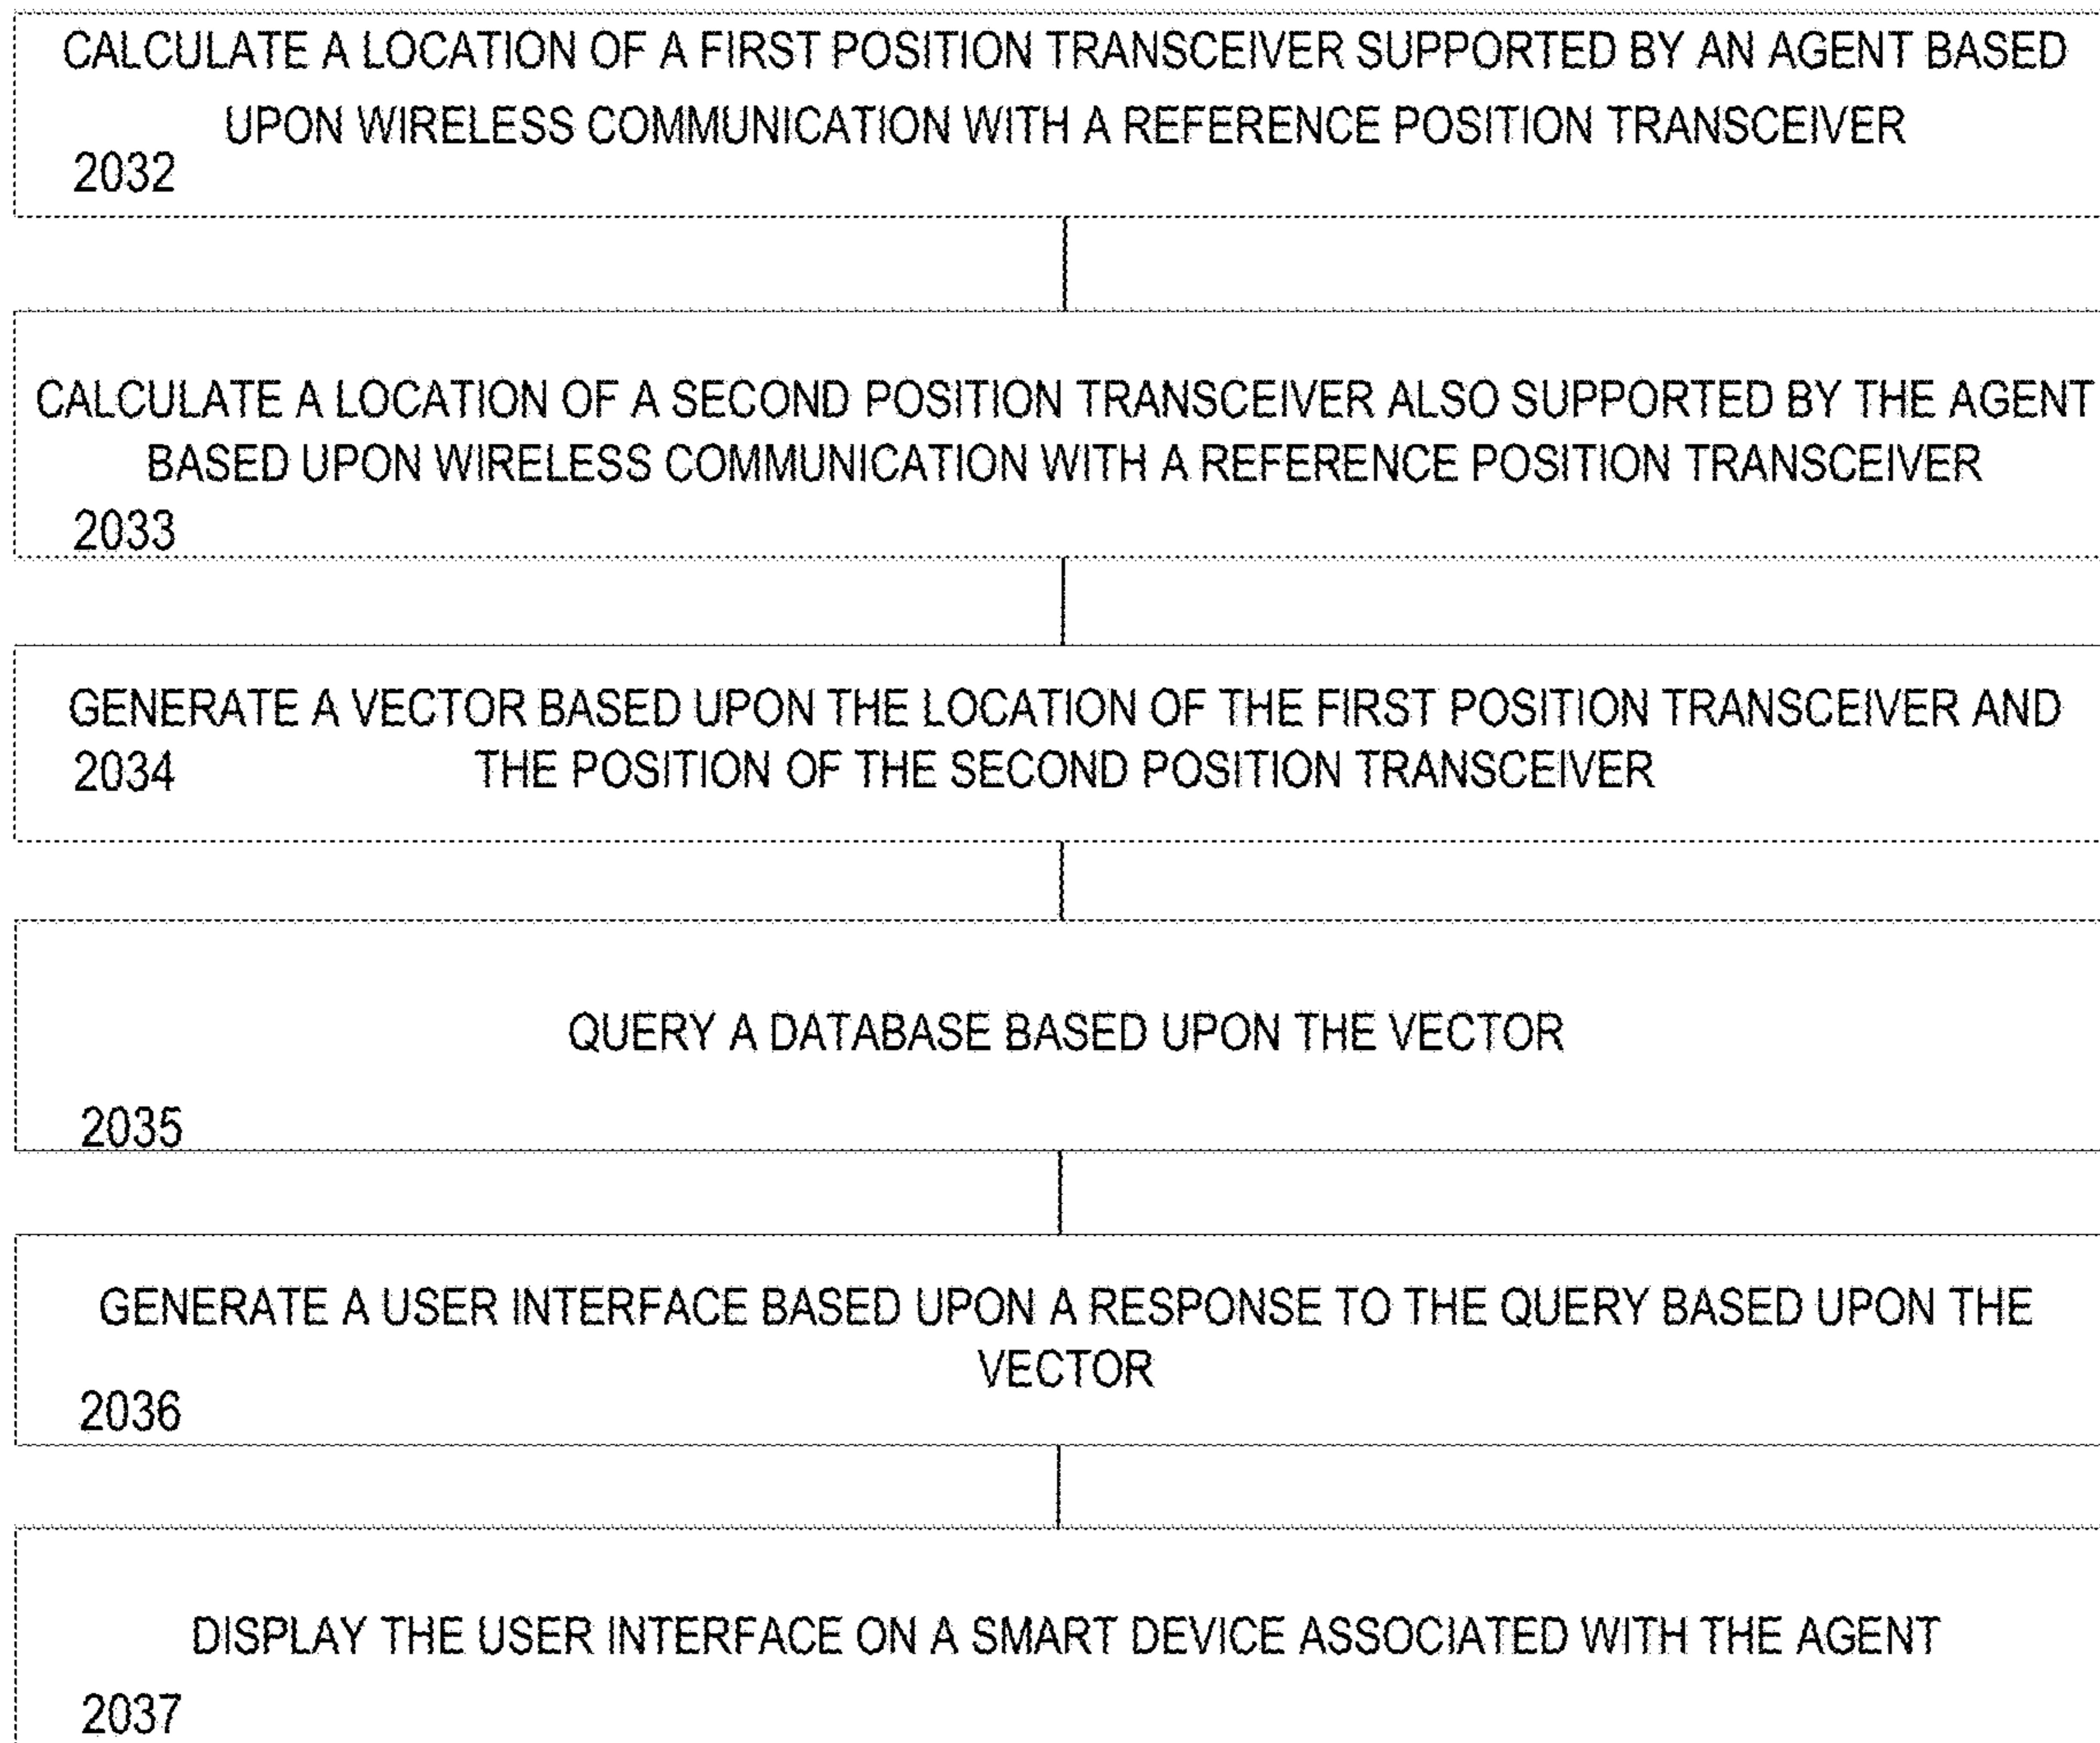 CALCULATE A LOCATION OF A FIRST POSITION TRANSCEIVER SUPPORTED BY AN AGENT BASED
UPON WIRELESS COMMUNICATION WITH A REFERENCE POSITION TRANSCEIVER
2032
CALCULATE A LOCATION OF A SECOND POSITION TRANSCEIVER ALSO SUPPORTED BY THE AGENT
BASED UPON WIRELESS COMMUNICATION WITH A REFERENCE POSITION TRANSCEIVER
2033
GENERATE A VECTOR BASED UPON THE LOCATION OF THE FIRST POSITION TRANSCEIVER AND
2034 THE POSITION OF THE SECOND POSITION TRANSCEIVER
QUERY A DATABASE BASED UPON THE VECTOR
2035
GENERATE A USER INTERFACE BASED UPON A RESPONSE TO THE QUERY BASED UPON THE
VECTOR
2036
DISPLAY THE USER INTERFACE ON A SMART DEVICE ASSOCIATED WITH THE AGENT
2037